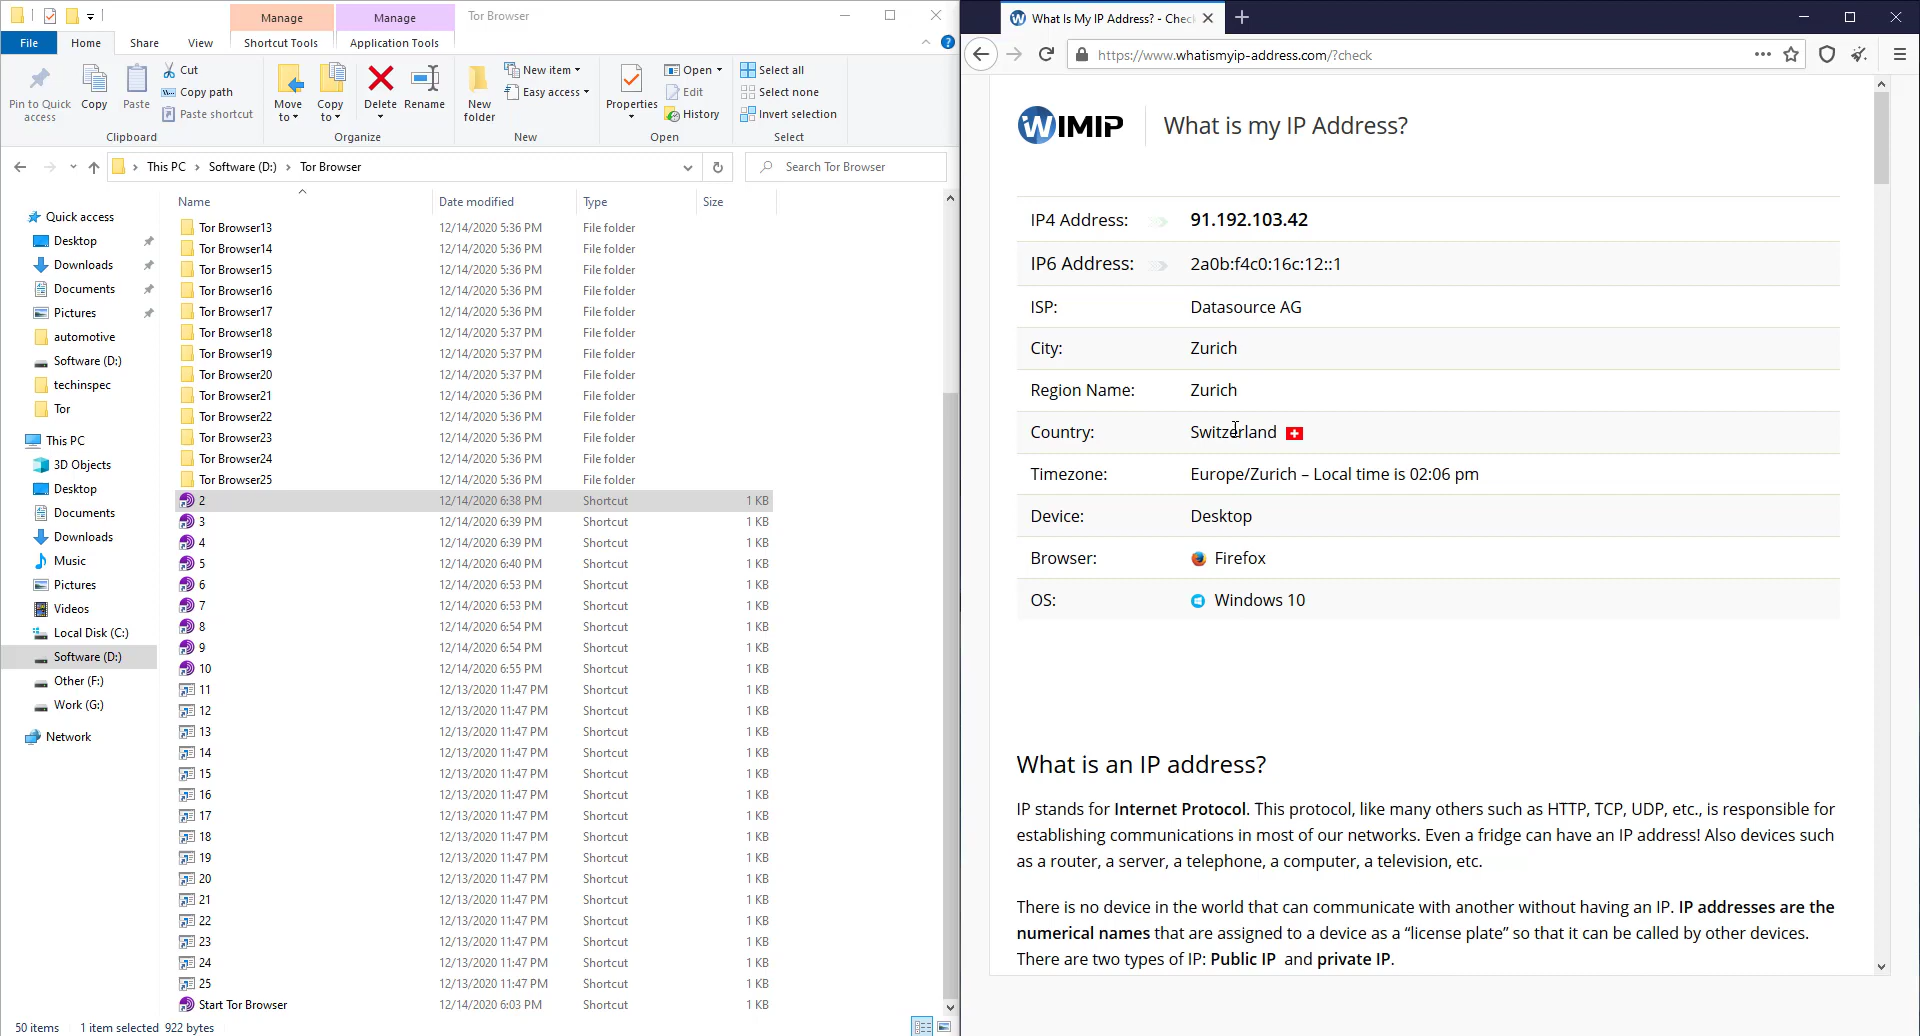 Manage
Manage
Tor Browser
File
Home
Share
View
Shortcut Tools
Application Tools
Pin to Quick access
Copy
Paste
Cut
Copy path
Paste shortcut
Clipboard
Move to
Copy to
Delete
Rename
Organize
New folder
New item
Easy access
New
Properties
Open
Edit
History
Open
Select all
Select none
Invert selection
Select
This PC > Software (D:) > Tor Browser
Search Tor Browser
Quick access
Desktop
Downloads
Documents
Pictures
automotive
Software (D:)
techinspec
Tor
This PC
3D Objects
Desktop
Documents
Downloads
Music
Pictures
Videos
Local Disk (C:)
Software (D:)
Other (F:)
Work (G:)
Network
Name Date modified Type Size
Tor Browser13 12/14/2020 5:36 PM File folder
Tor Browser14 12/14/2020 5:36 PM File folder
Tor Browser15 12/14/2020 5:36 PM File folder
Tor Browser16 12/14/2020 5:36 PM File folder
Tor Browser17 12/14/2020 5:36 PM File folder
Tor Browser18 12/14/2020 5:37 PM File folder
Tor Browser19 12/14/2020 5:37 PM File folder
Tor Browser20 12/14/2020 5:37 PM File folder
Tor Browser21 12/14/2020 5:36 PM File folder
Tor Browser22 12/14/2020 5:36 PM File folder
Tor Browser23 12/14/2020 5:36 PM File folder
Tor Browser24 12/14/2020 5:36 PM File folder
Tor Browser25 12/14/2020 5:36 PM File folder
2 12/14/2020 6:38 PM Shortcut 1 KB
3 12/14/2020 6:39 PM Shortcut 1 KB
4 12/14/2020 6:39 PM Shortcut 1 KB
5 12/14/2020 6:40 PM Shortcut 1 KB
6 12/14/2020 6:53 PM Shortcut 1 KB
7 12/14/2020 6:53 PM Shortcut 1 KB
8 12/14/2020 6:54 PM Shortcut 1 KB
9 12/14/2020 6:54 PM Shortcut 1 KB
10 12/14/2020 6:55 PM Shortcut 1 KB
11 12/13/2020 11:47 PM Shortcut 1 KB
12 12/13/2020 11:47 PM Shortcut 1 KB
13 12/13/2020 11:47 PM Shortcut 1 KB
14 12/13/2020 11:47 PM Shortcut 1 KB
15 12/13/2020 11:47 PM Shortcut 1 KB
16 12/13/2020 11:47 PM Shortcut 1 KB
17 12/13/2020 11:47 PM Shortcut 1 KB
18 12/13/2020 11:47 PM Shortcut 1 KB
19 12/13/2020 11:47 PM Shortcut 1 KB
20 12/13/2020 11:47 PM Shortcut 1 KB
21 12/13/2020 11:47 PM Shortcut 1 KB
22 12/13/2020 11:47 PM Shortcut 1 KB
23 12/13/2020 11:47 PM Shortcut 1 KB
24 12/13/2020 11:47 PM Shortcut 1 KB
25 12/13/2020 11:47 PM Shortcut 1 KB
Start Tor Browser 12/14/2020 6:03 PM Shortcut 1 KB
50 items 1 item selected 922 bytes
What Is My IP Address? - Chec
https://www.whatismyip-address.com/?check
WIMIP
What is my IP Address?
IP4 Address: 91.192.103.42
IP6 Address: 2a0b:f4c0:16c:12::1
ISP: Datasource AG
City: Zurich
Region Name: Zurich
Country: Switzerland
Timezone: Europe/Zurich – Local time is 02:06 pm
Device: Desktop
Browser: Firefox
OS: Windows 10
What is an IP address?
IP stands for Internet Protocol. This protocol, like many others such as HTTP, TCP, UDP, etc., is responsible for
establishing communications in most of our networks. Even a fridge can have an IP address! Also devices such
as a router, a server, a telephone, a computer, a television, etc.
There is no device in the world that can communicate with another without having an IP. IP addresses are the
numerical names that are assigned to a device as a “license plate” so that it can be called by other devices.
There are two types of IP: Public IP and private IP.